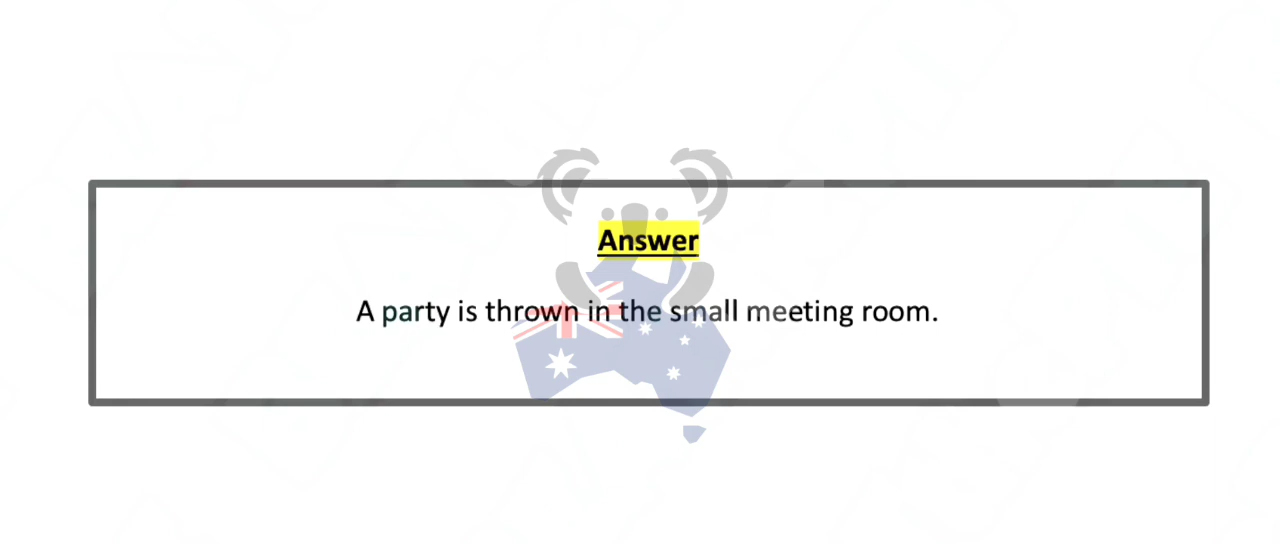 Answer
A party is thrown in the small meeting room.